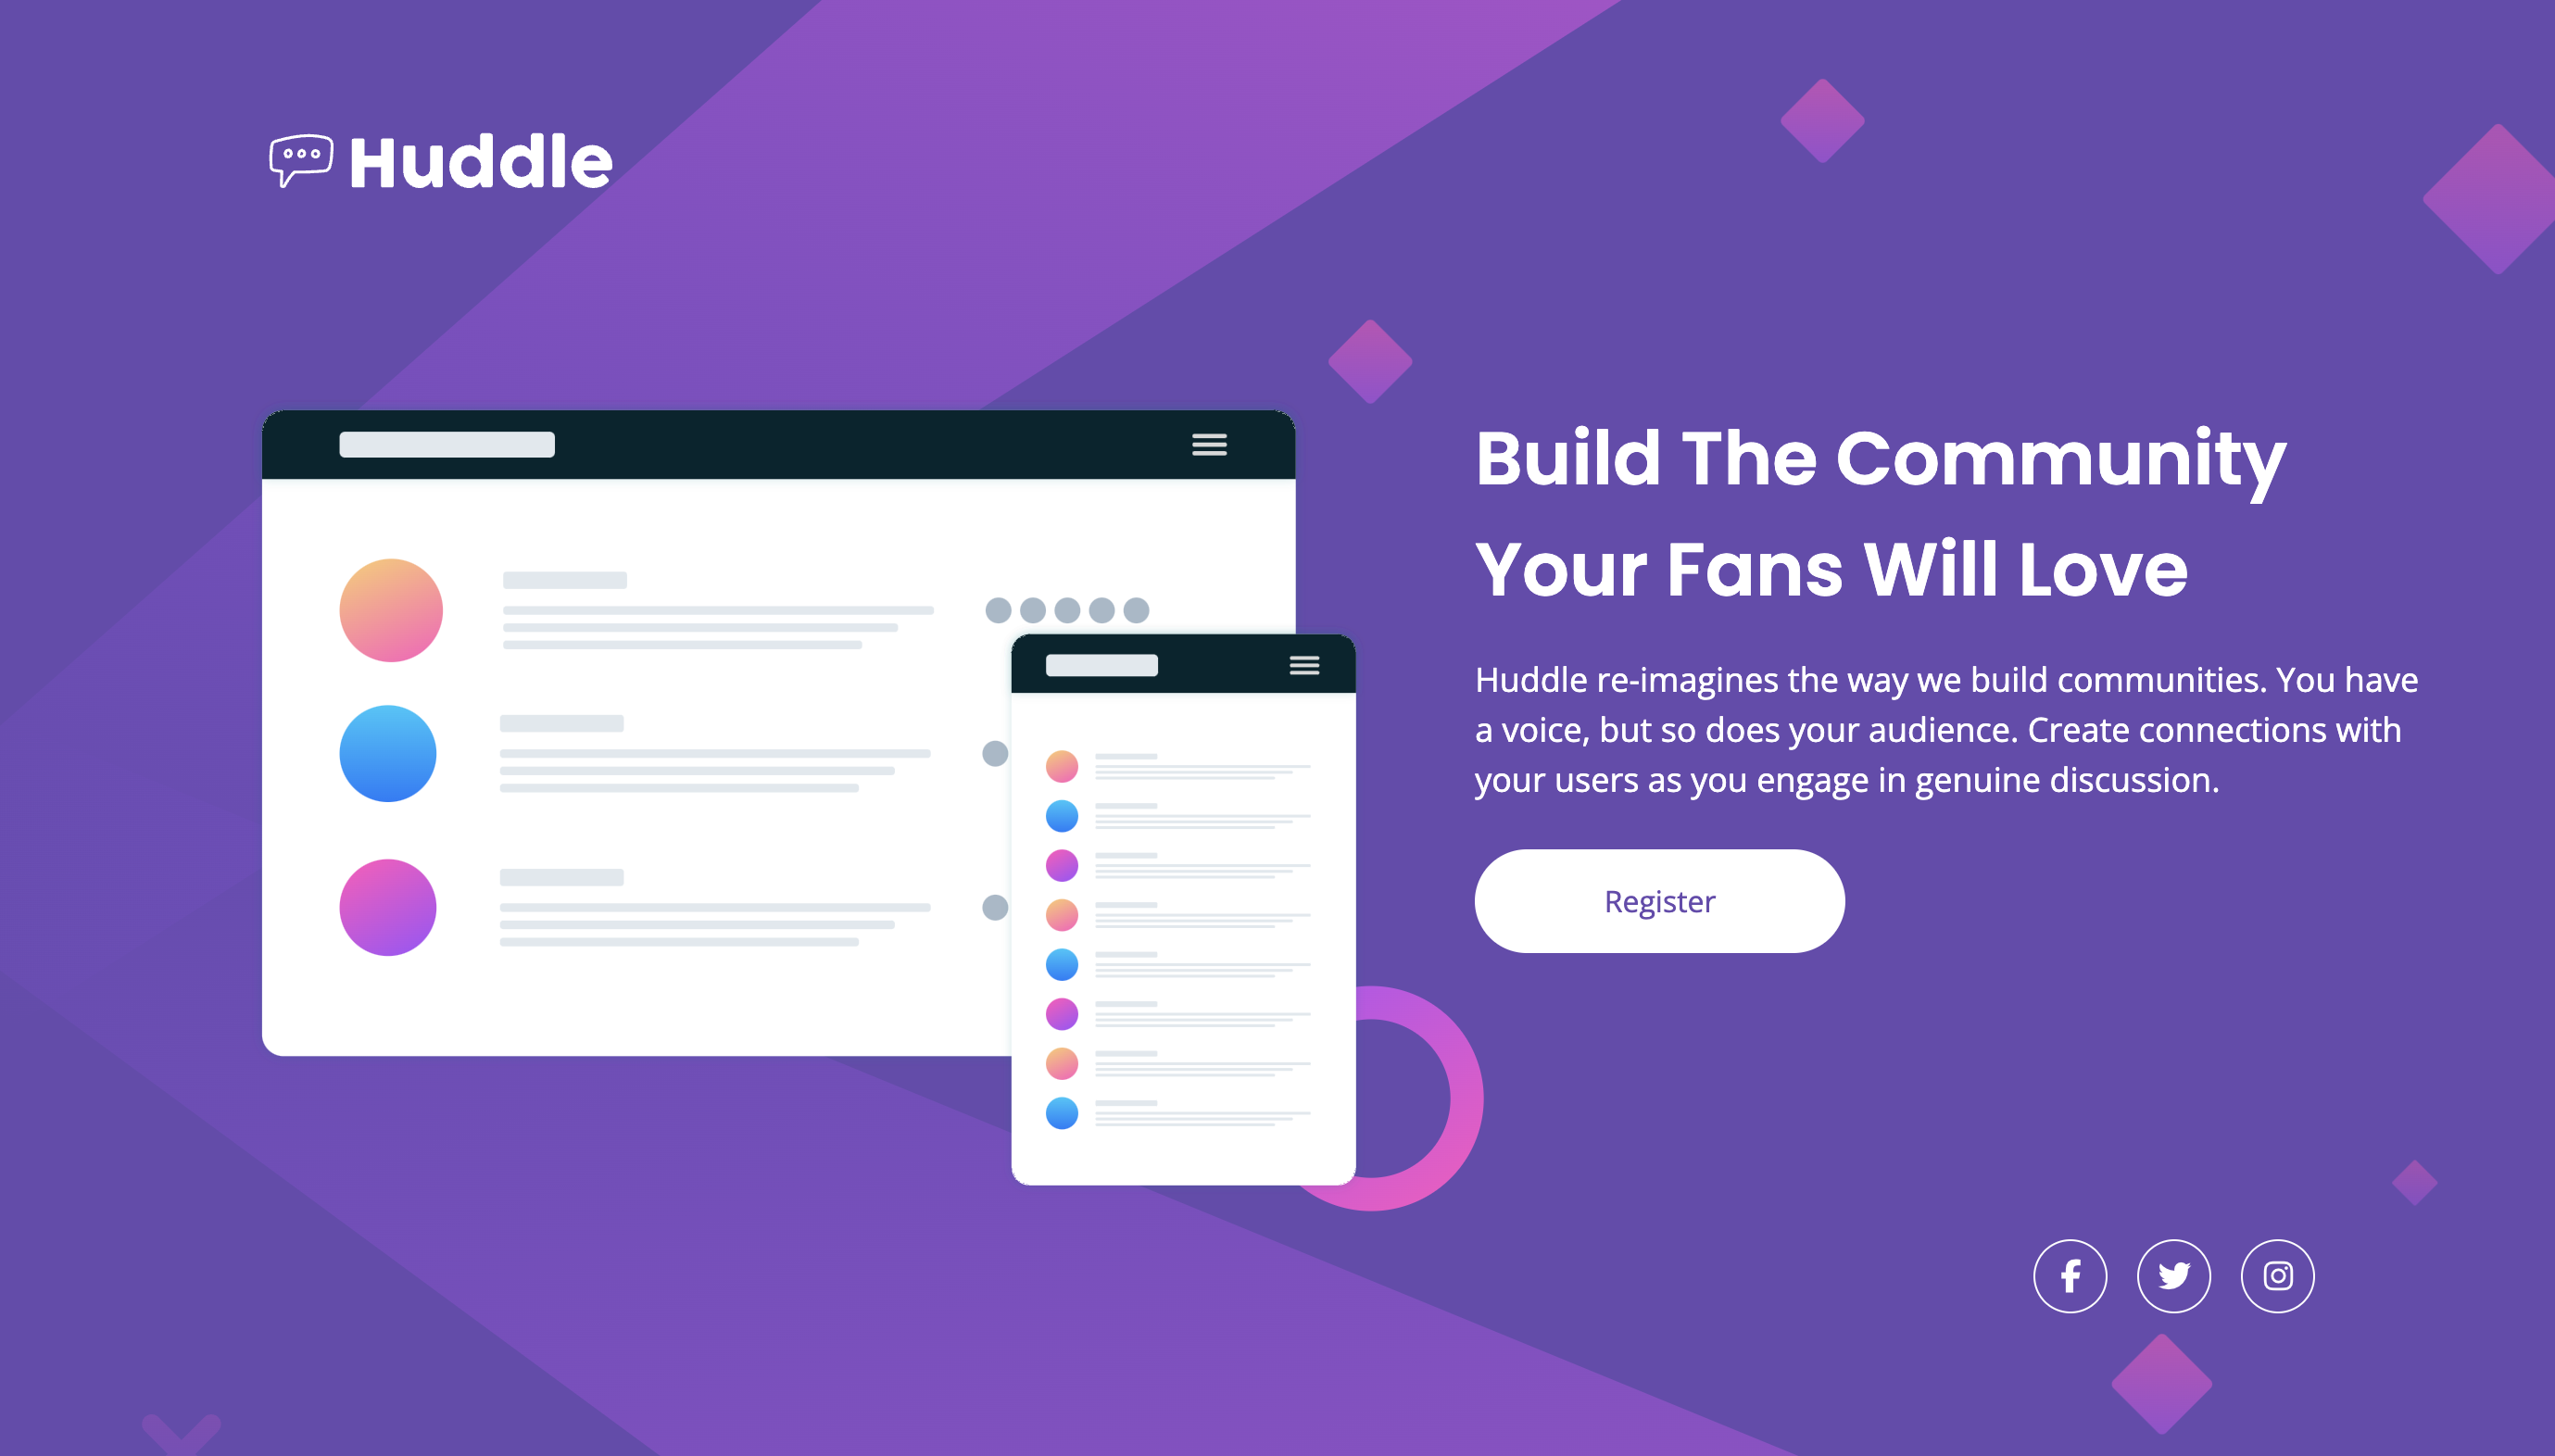 Huddle
Build The Community
Your Fans Will Love
Huddle re-imagines the way we build communities. You have
a voice, but so does your audience. Create connections with
your users as you engage in genuine discussion.
Register